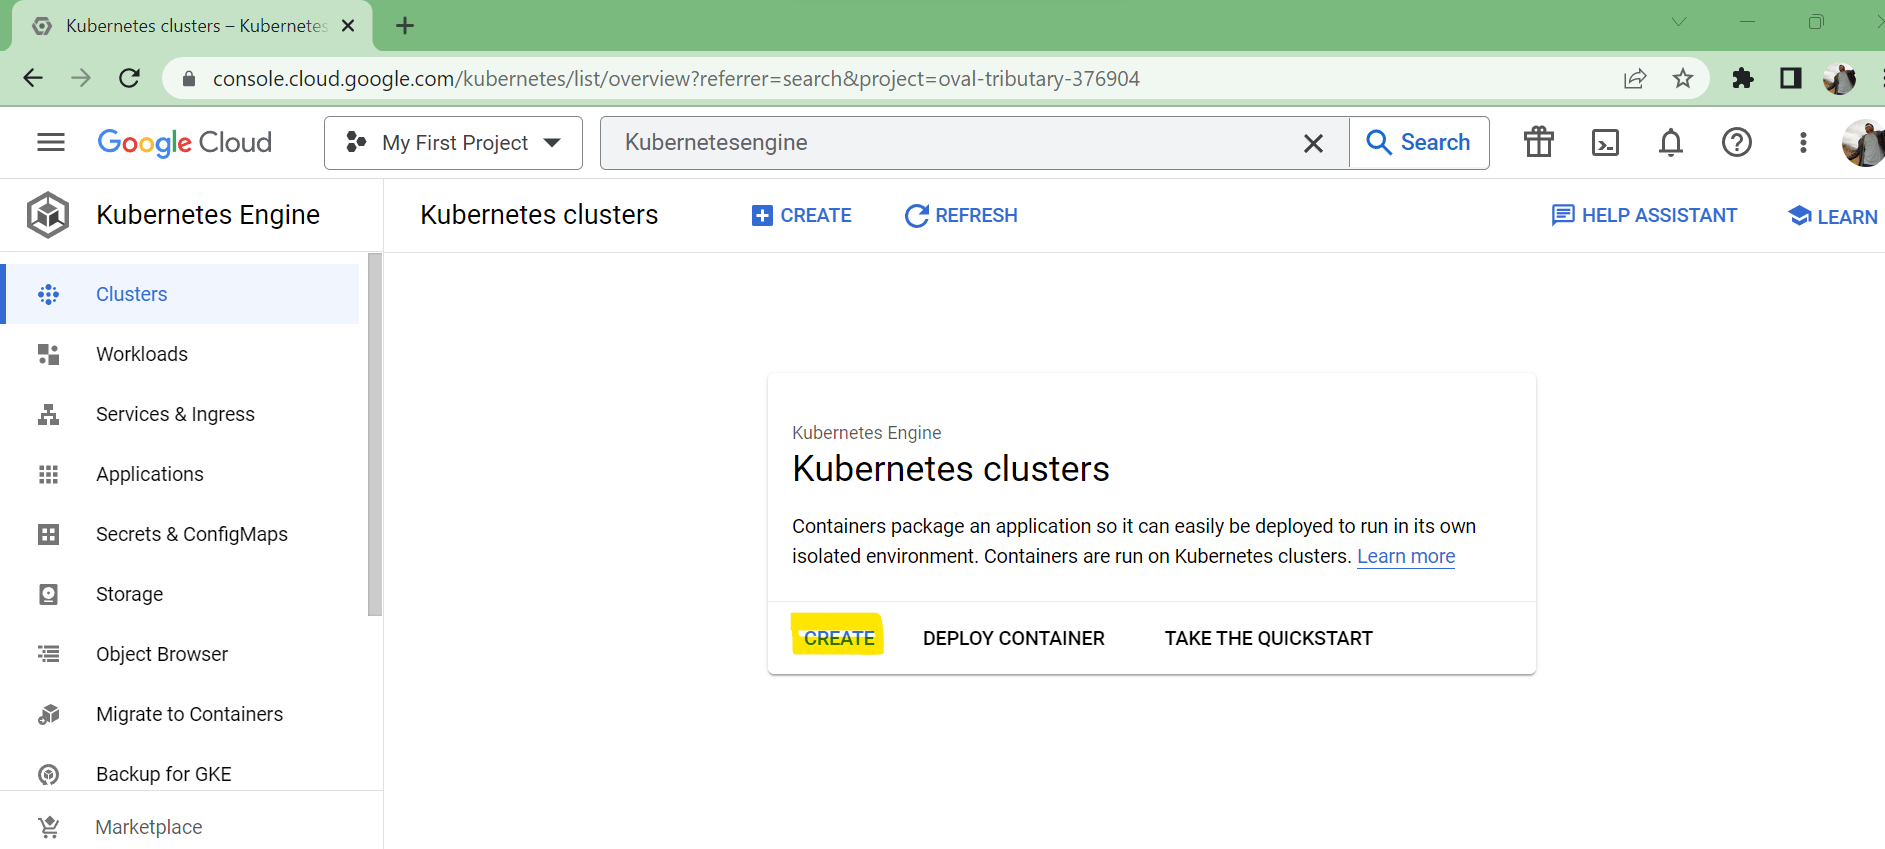 Kubernetes clusters – Kubernetes
console.cloud.google.com/kubernetes/list/overview?referrer=search&project=oval-tributary-376904
Google Cloud
My First Project
Kubernetesengine
Search
Kubernetes Engine
Kubernetes clusters
CREATE
REFRESH
HELP ASSISTANT
LEARN
Clusters
Workloads
Services & Ingress
Applications
Secrets & ConfigMaps
Storage
Object Browser
Migrate to Containers
Backup for GKE
Marketplace
Kubernetes Engine
Kubernetes clusters
Containers package an application so it can easily be deployed to run in its own
isolated environment. Containers are run on Kubernetes clusters. Learn more
CREATE
DEPLOY CONTAINER
TAKE THE QUICKSTART